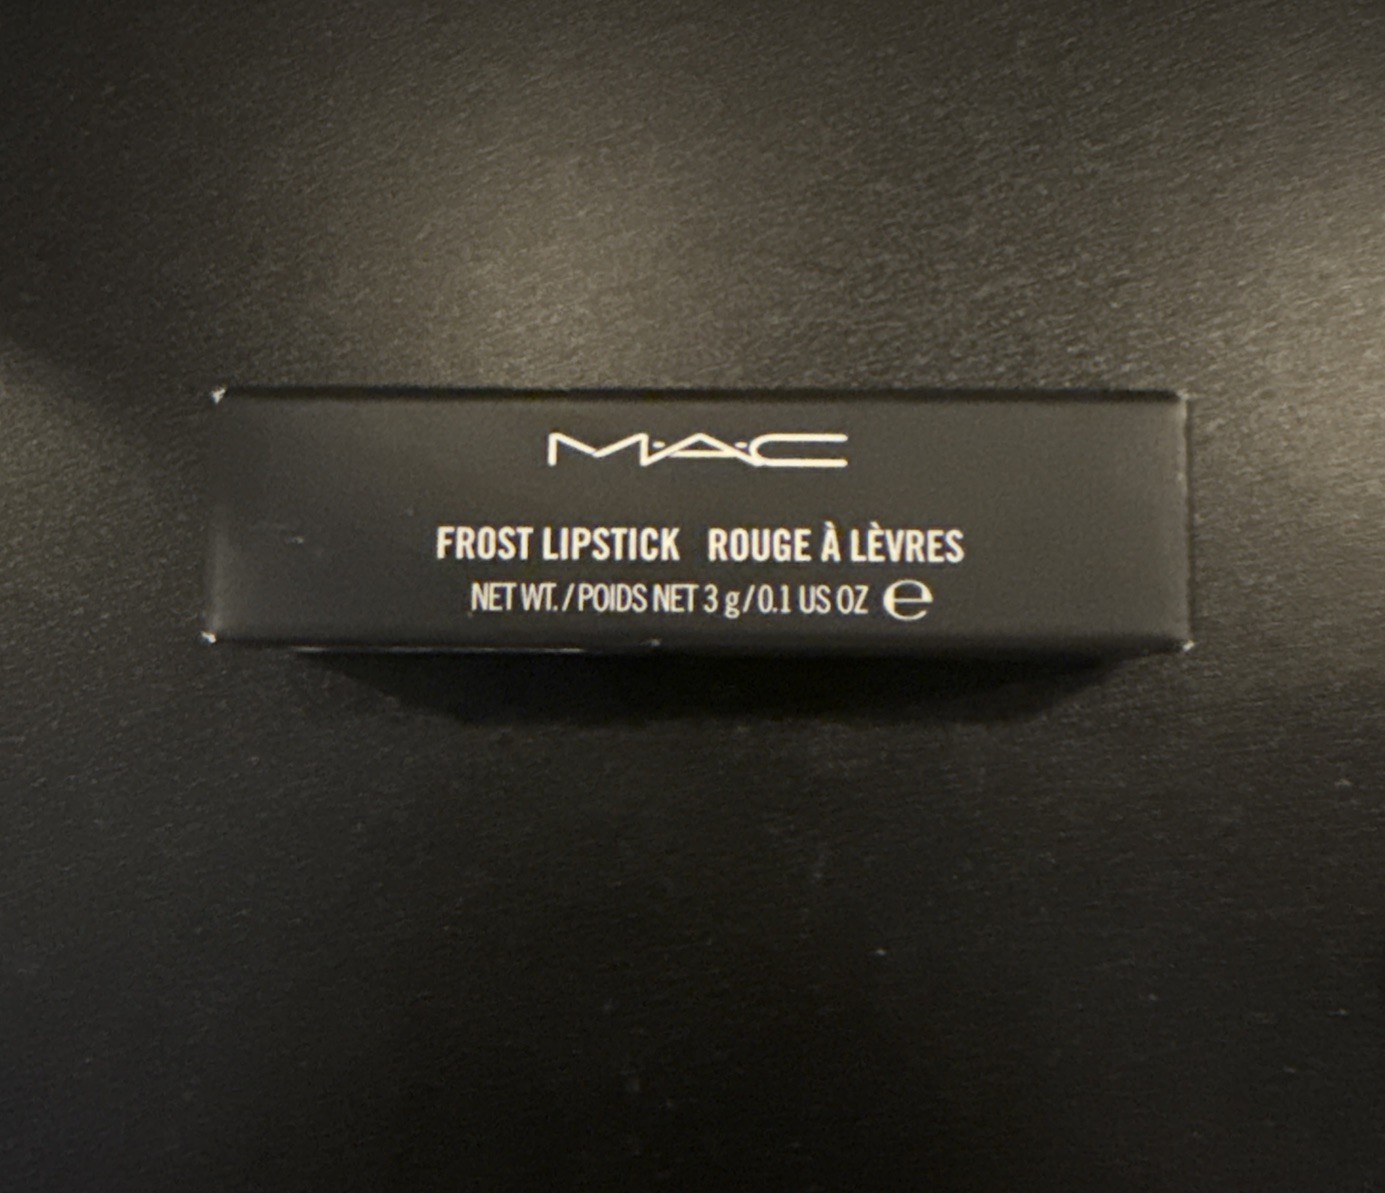 M·A·C
FROST LIPSTICK ROUGE À LÈVRES
NET WT./POIDS NET 3 g/0.1 US OZ ℮